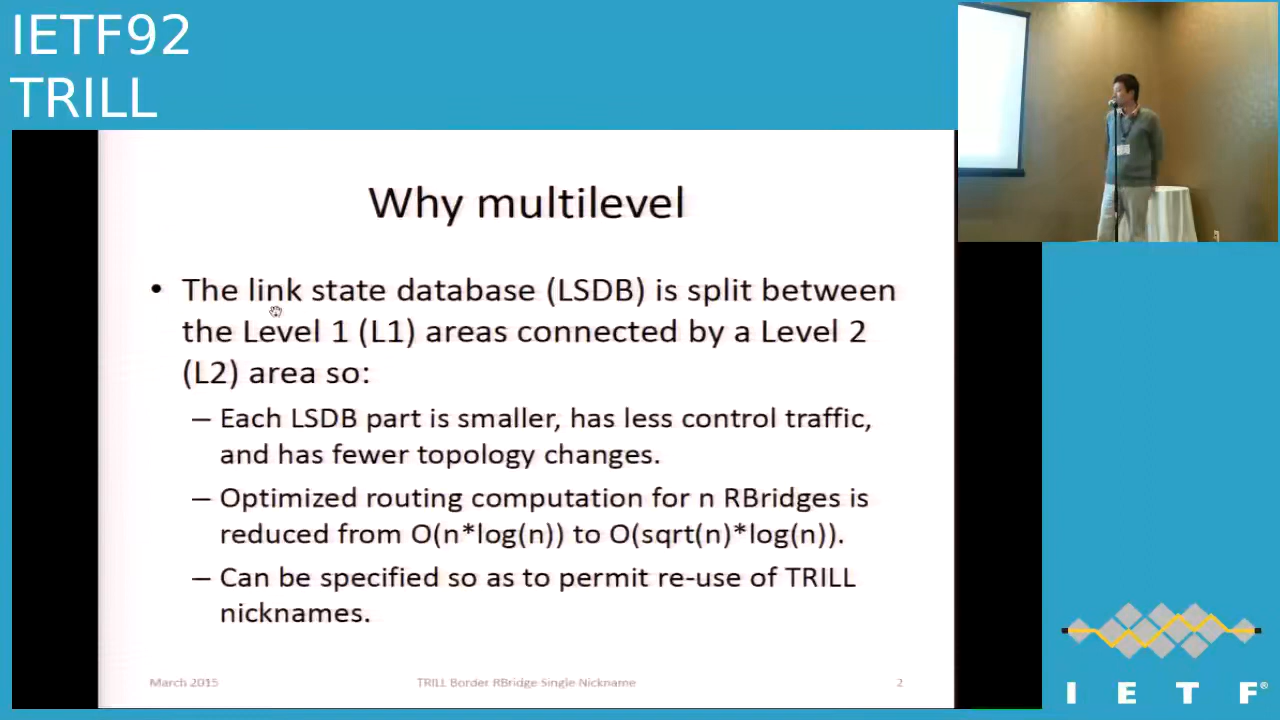 IETF92
TRILL
Why multilevel
• The link state database (LSDB) is split between
the Level 1 (L1) areas connected by a Level 2
(L2) area so:
– Each LSDB part is smaller, has less control traffic,
and has fewer topology changes.
– Optimized routing computation for n RBridges is
reduced from O(n*log(n)) to O(sqrt(n)*log(n)).
– Can be specified so as to permit re-use of TRILL
nicknames.
March 2015 TRILL Border RBridge Single Nickname 2
I E T F®